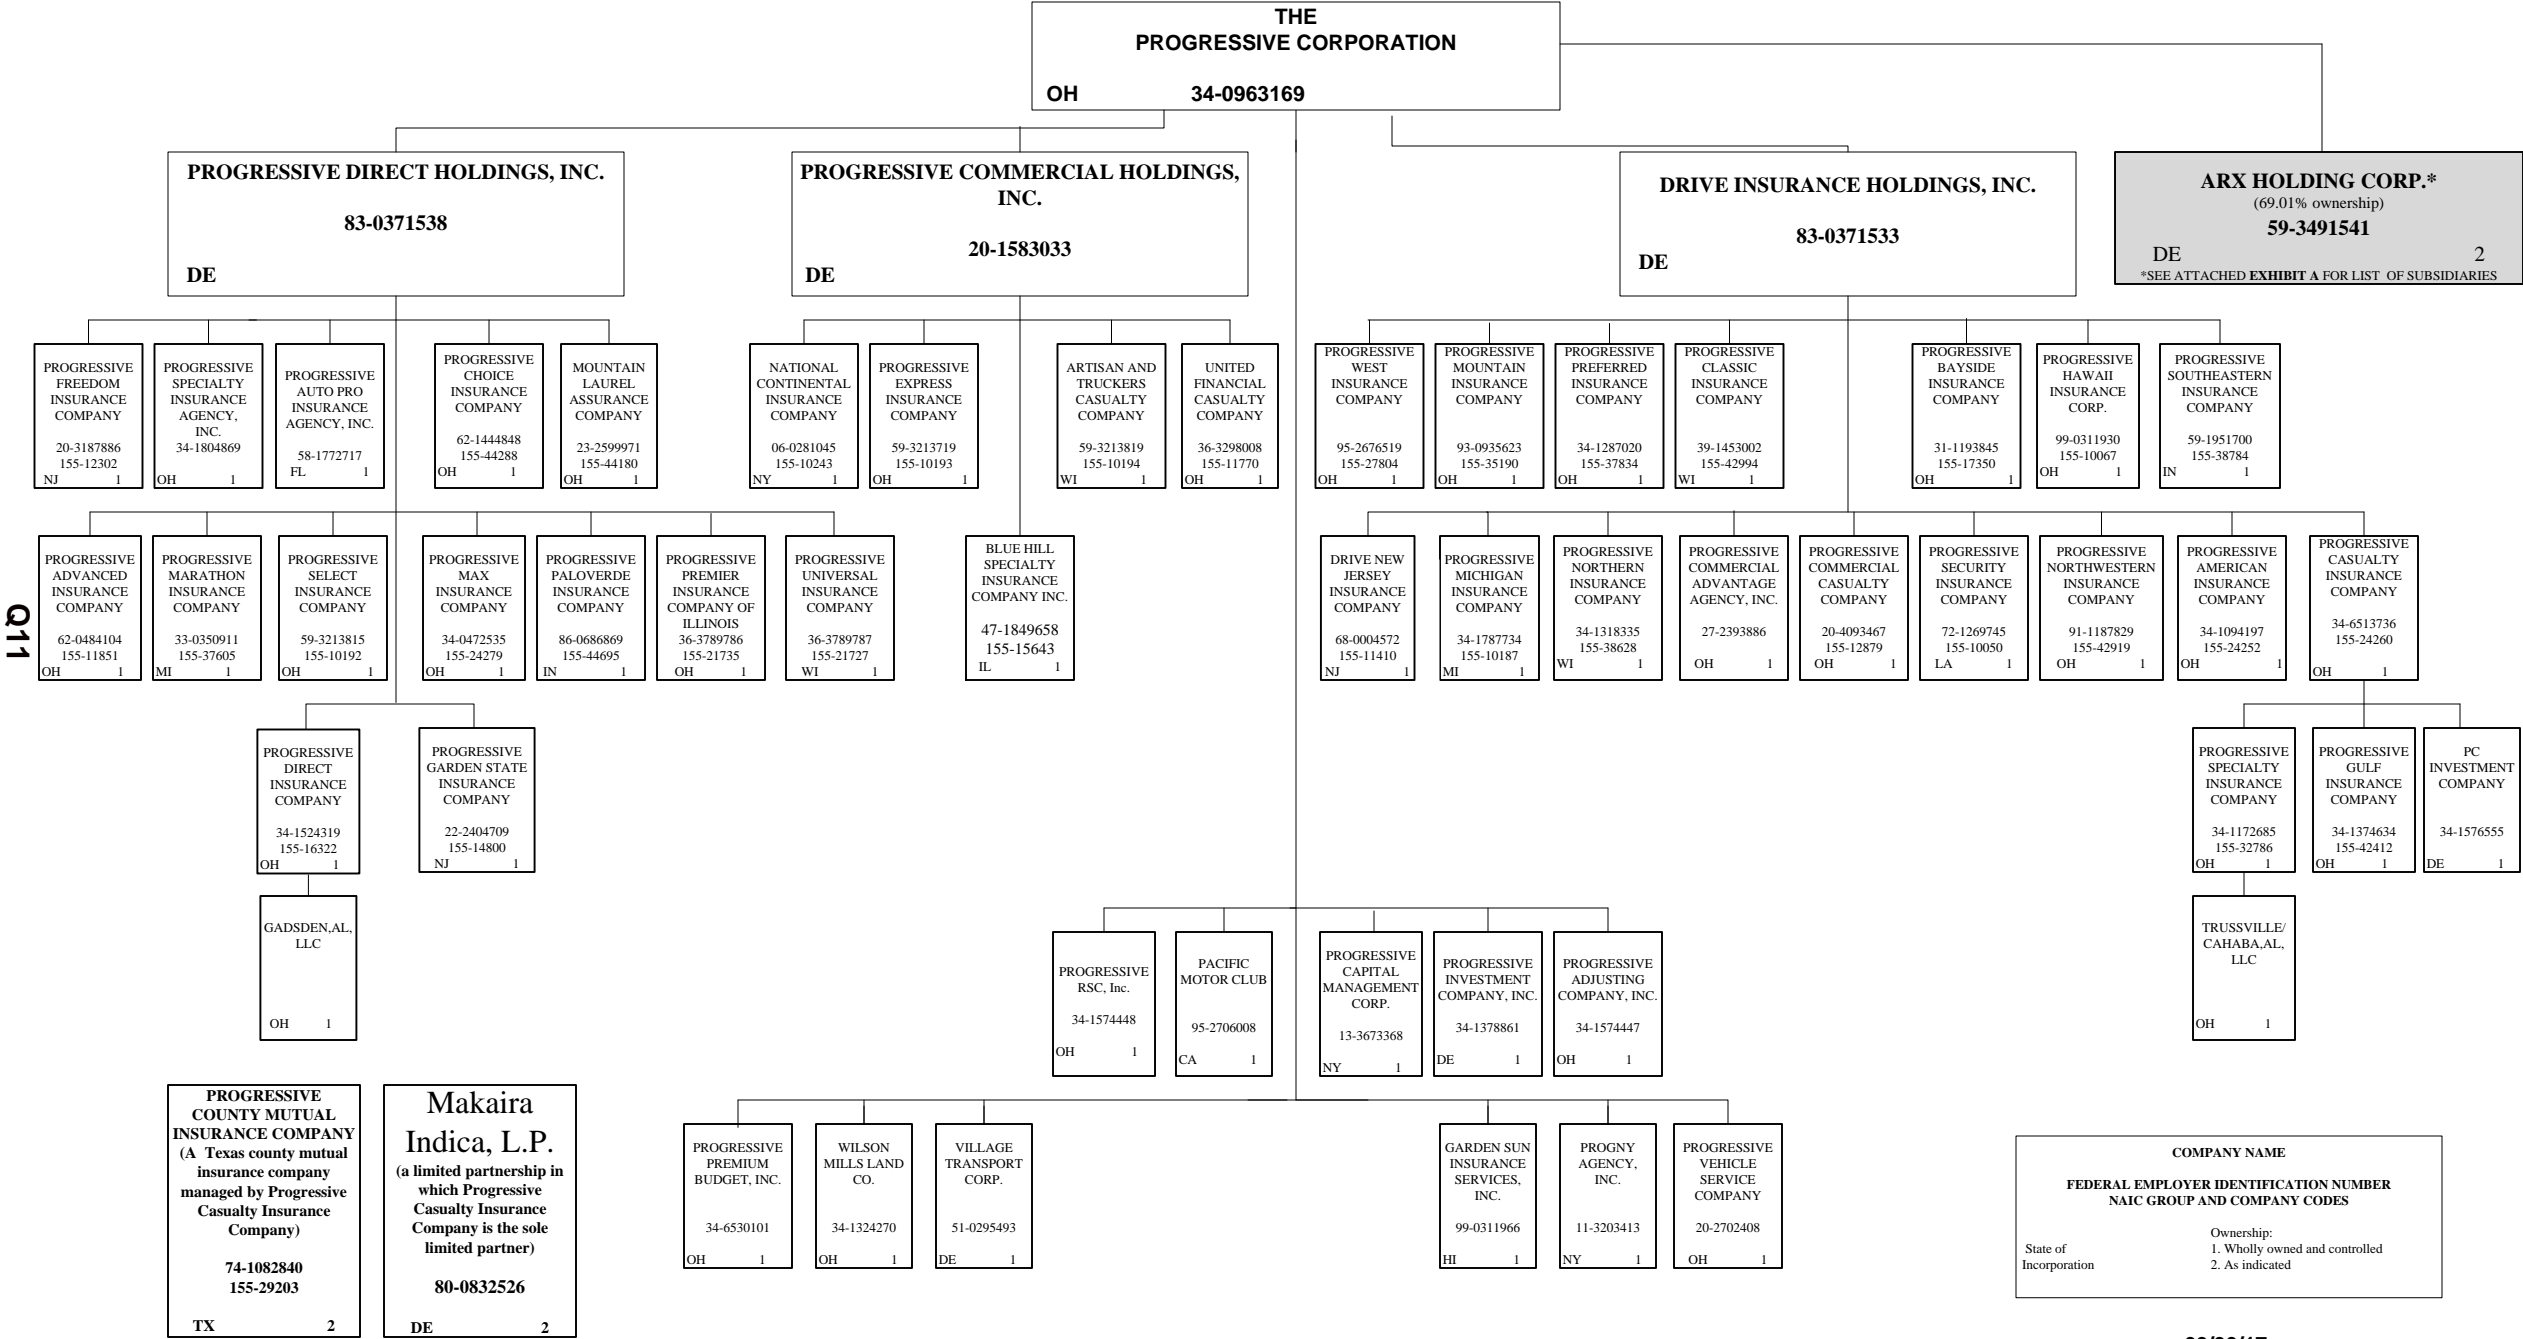 THE
PROGRESSIVE CORPORATION
OH 34-0963169
PROGRESSIVE DIRECT HOLDINGS, INC.
83-0371538
DE
PROGRESSIVE COMMERCIAL HOLDINGS,
INC.
20-1583033
DE
DRIVE INSURANCE HOLDINGS, INC.
83-0371533
DE
ARX HOLDING CORP.*
(69.01% ownership)
59-3491541
DE 2
*SEE ATTACHED EXHIBIT A FOR LIST OF SUBSIDIARIES
PROGRESSIVE
FREEDOM
INSURANCE
COMPANY
20-3187886
155-12302
NJ 1
PROGRESSIVE
SPECIALTY
INSURANCE
AGENCY,
INC.
34-1804869
OH 1
PROGRESSIVE
AUTO PRO
INSURANCE
AGENCY, INC.
58-1772717
FL 1
PROGRESSIVE
CHOICE
INSURANCE
COMPANY
62-1444848
155-44288
OH 1
MOUNTAIN
LAUREL
ASSURANCE
COMPANY
23-2599971
155-44180
OH 1
NATIONAL
CONTINENTAL
INSURANCE
COMPANY
06-0281045
155-10243
NY 1
PROGRESSIVE
EXPRESS
INSURANCE
COMPANY
59-3213719
155-10193
OH 1
ARTISAN AND
TRUCKERS
CASUALTY
COMPANY
59-3213819
155-10194
WI 1
UNITED
FINANCIAL
CASUALTY
COMPANY
36-3298008
155-11770
OH 1
PROGRESSIVE
WEST
INSURANCE
COMPANY
95-2676519
155-27804
OH 1
PROGRESSIVE
MOUNTAIN
INSURANCE
COMPANY
93-0935623
155-35190
OH 1
PROGRESSIVE
PREFERRED
INSURANCE
COMPANY
34-1287020
155-37834
OH 1
PROGRESSIVE
CLASSIC
INSURANCE
COMPANY
39-1453002
155-42994
WI 1
PROGRESSIVE
BAYSIDE
INSURANCE
COMPANY
31-1193845
155-17350
OH 1
PROGRESSIVE
HAWAII
INSURANCE
CORP.
99-0311930
155-10067
OH 1
PROGRESSIVE
SOUTHEASTERN
INSURANCE
COMPANY
59-1951700
155-38784
IN 1
PROGRESSIVE
ADVANCED
INSURANCE
COMPANY
62-0484104
155-11851
OH 1
PROGRESSIVE
MARATHON
INSURANCE
COMPANY
33-0350911
155-37605
MI 1
PROGRESSIVE
SELECT
INSURANCE
COMPANY
59-3213815
155-10192
OH 1
PROGRESSIVE
MAX
INSURANCE
COMPANY
34-0472535
155-24279
OH 1
PROGRESSIVE
PALOVERDE
INSURANCE
COMPANY
86-0686869
155-44695
IN 1
PROGRESSIVE
PREMIER
INSURANCE
COMPANY OF
ILLINOIS
36-3789786
155-21735
OH 1
PROGRESSIVE
UNIVERSAL
INSURANCE
COMPANY
36-3789787
155-21727
WI 1
BLUE HILL
SPECIALTY
INSURANCE
COMPANY INC.
47-1849658
155-15643
IL 1
DRIVE NEW
JERSEY
INSURANCE
COMPANY
68-0004572
155-11410
NJ 1
PROGRESSIVE
MICHIGAN
INSURANCE
COMPANY
34-1787734
155-10187
MI 1
PROGRESSIVE
NORTHERN
INSURANCE
COMPANY
34-1318335
155-38628
WI 1
PROGRESSIVE
COMMERCIAL
ADVANTAGE
AGENCY, INC.
27-2393886
OH 1
PROGRESSIVE
COMMERCIAL
CASUALTY
COMPANY
20-4093467
155-12879
OH 1
PROGRESSIVE
SECURITY
INSURANCE
COMPANY
72-1269745
155-10050
LA 1
PROGRESSIVE
NORTHWESTERN
INSURANCE
COMPANY
91-1187829
155-42919
OH 1
PROGRESSIVE
AMERICAN
INSURANCE
COMPANY
34-1094197
155-24252
OH 1
PROGRESSIVE
CASUALTY
INSURANCE
COMPANY
34-6513736
155-24260
OH 1
Q11
PROGRESSIVE
DIRECT
INSURANCE
COMPANY
34-1524319
155-16322
OH 1
PROGRESSIVE
GARDEN STATE
INSURANCE
COMPANY
22-2404709
155-14800
NJ 1
PROGRESSIVE
SPECIALTY
INSURANCE
COMPANY
34-1172685
155-32786
OH 1
PROGRESSIVE
GULF
INSURANCE
COMPANY
34-1374634
155-42412
OH 1
PC
INVESTMENT
COMPANY
34-1576555
DE 1
GADSDEN,AL,
LLC
OH 1
PROGRESSIVE
RSC, Inc.
34-1574448
OH 1
PACIFIC
MOTOR CLUB
95-2706008
CA 1
PROGRESSIVE
CAPITAL
MANAGEMENT
CORP.
13-3673368
NY 1
PROGRESSIVE
INVESTMENT
COMPANY, INC.
34-1378861
DE 1
PROGRESSIVE
ADJUSTING
COMPANY, INC.
34-1574447
OH 1
TRUSSVILLE/
CAHABA,AL,
LLC
OH 1
PROGRESSIVE
COUNTY MUTUAL
INSURANCE COMPANY
(A Texas county mutual
insurance company
managed by Progressive
Casualty Insurance
Company)
74-1082840
155-29203
TX 2
Makaira
Indica, L.P.
(a limited partnership in
which Progressive
Casualty Insurance
Company is the sole
limited partner)
80-0832526
DE 2
PROGRESSIVE
PREMIUM
BUDGET, INC.
34-6530101
OH 1
WILSON
MILLS LAND
CO.
34-1324270
OH 1
VILLAGE
TRANSPORT
CORP.
51-0295493
DE 1
GARDEN SUN
INSURANCE
SERVICES,
INC.
99-0311966
HI 1
PROGNY
AGENCY,
INC.
11-3203413
NY 1
PROGRESSIVE
VEHICLE
SERVICE
COMPANY
20-2702408
OH 1
COMPANY NAME
FEDERAL EMPLOYER IDENTIFICATION NUMBER
NAIC GROUP AND COMPANY CODES
Ownership:
State of 1. Wholly owned and controlled
Incorporation 2. As indicated